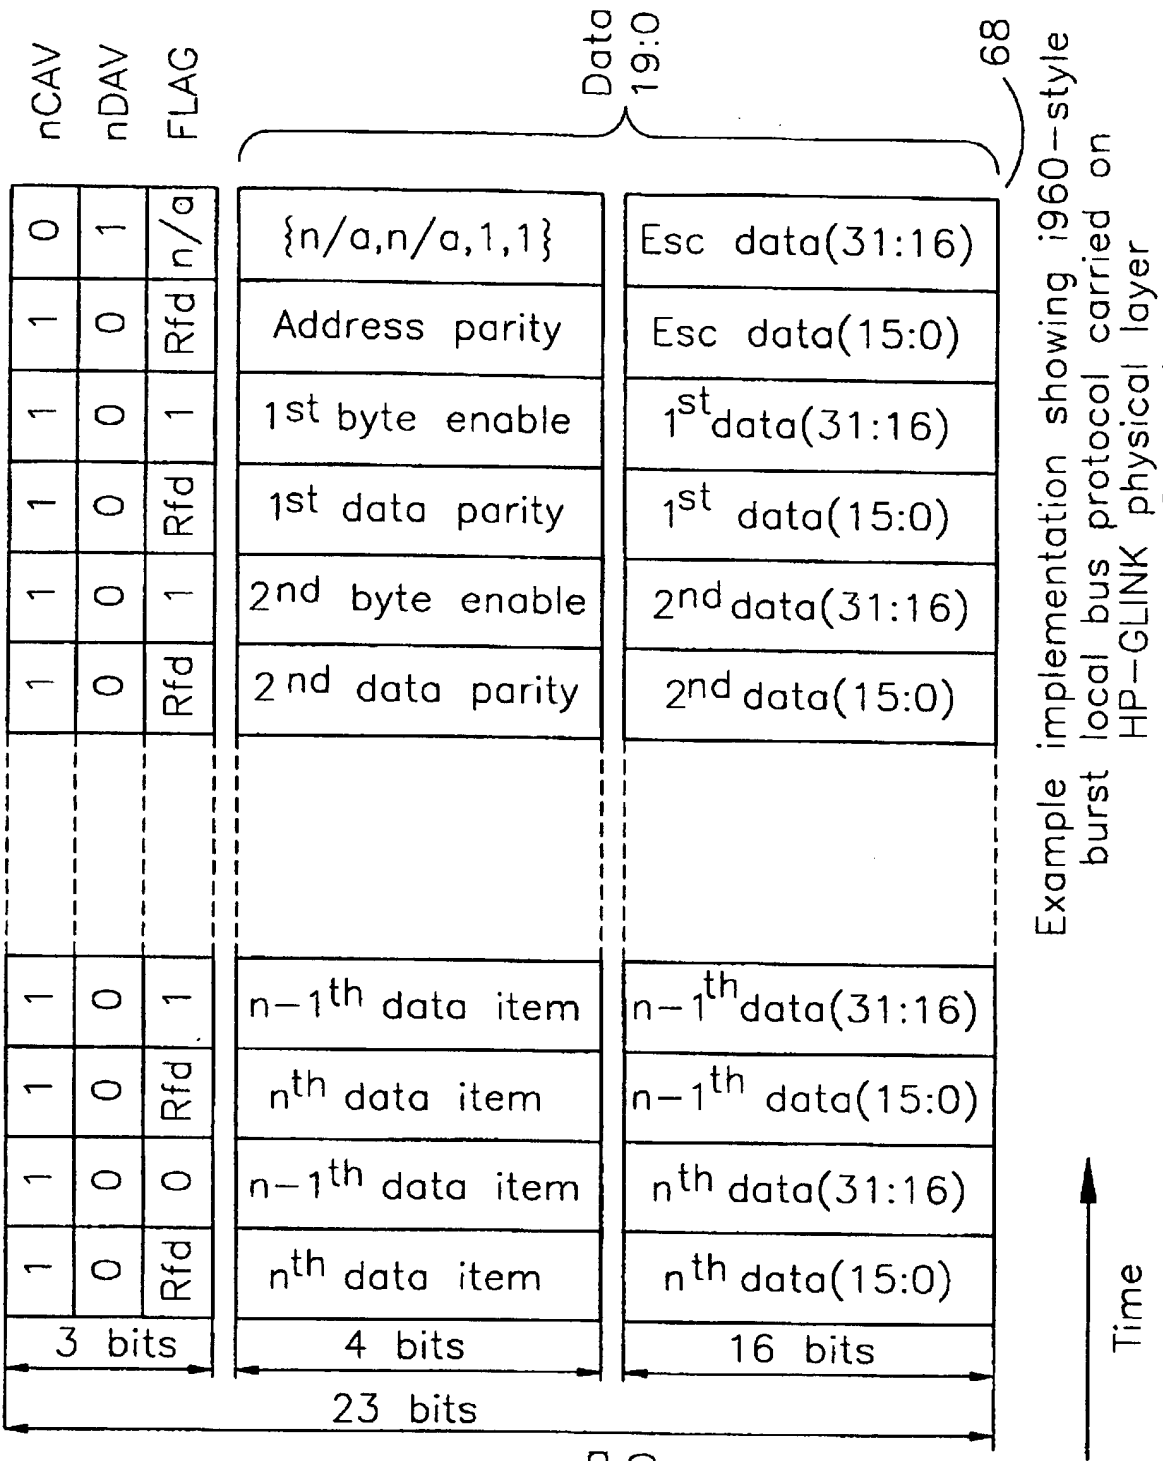 nCAV
nDAV
FLAG
Data
19:0
68
0 1 n/a {n/a,n/a,1,1} Esc data(31:16)
1 0 Rfd Address parity Esc data(15:0)
1 0 1 1st byte enable 1st data(31:16)
1 0 Rfd 1st data parity 1st data(15:0)
1 0 1 2nd byte enable 2nd data(31:16)
1 0 Rfd 2nd data parity 2nd data(15:0)
1 0 1 n-1th data item n-1th data(31:16)
1 0 Rfd nth data item n-1th data(15:0)
1 0 0 n-1th data item nth data(31:16)
1 0 Rfd nth data item nth data(15:0)
3 bits
4 bits
16 bits
23 bits
Time
Example implementation showing i960-style
burst local bus protocol carried on
HP-GLINK physical layer